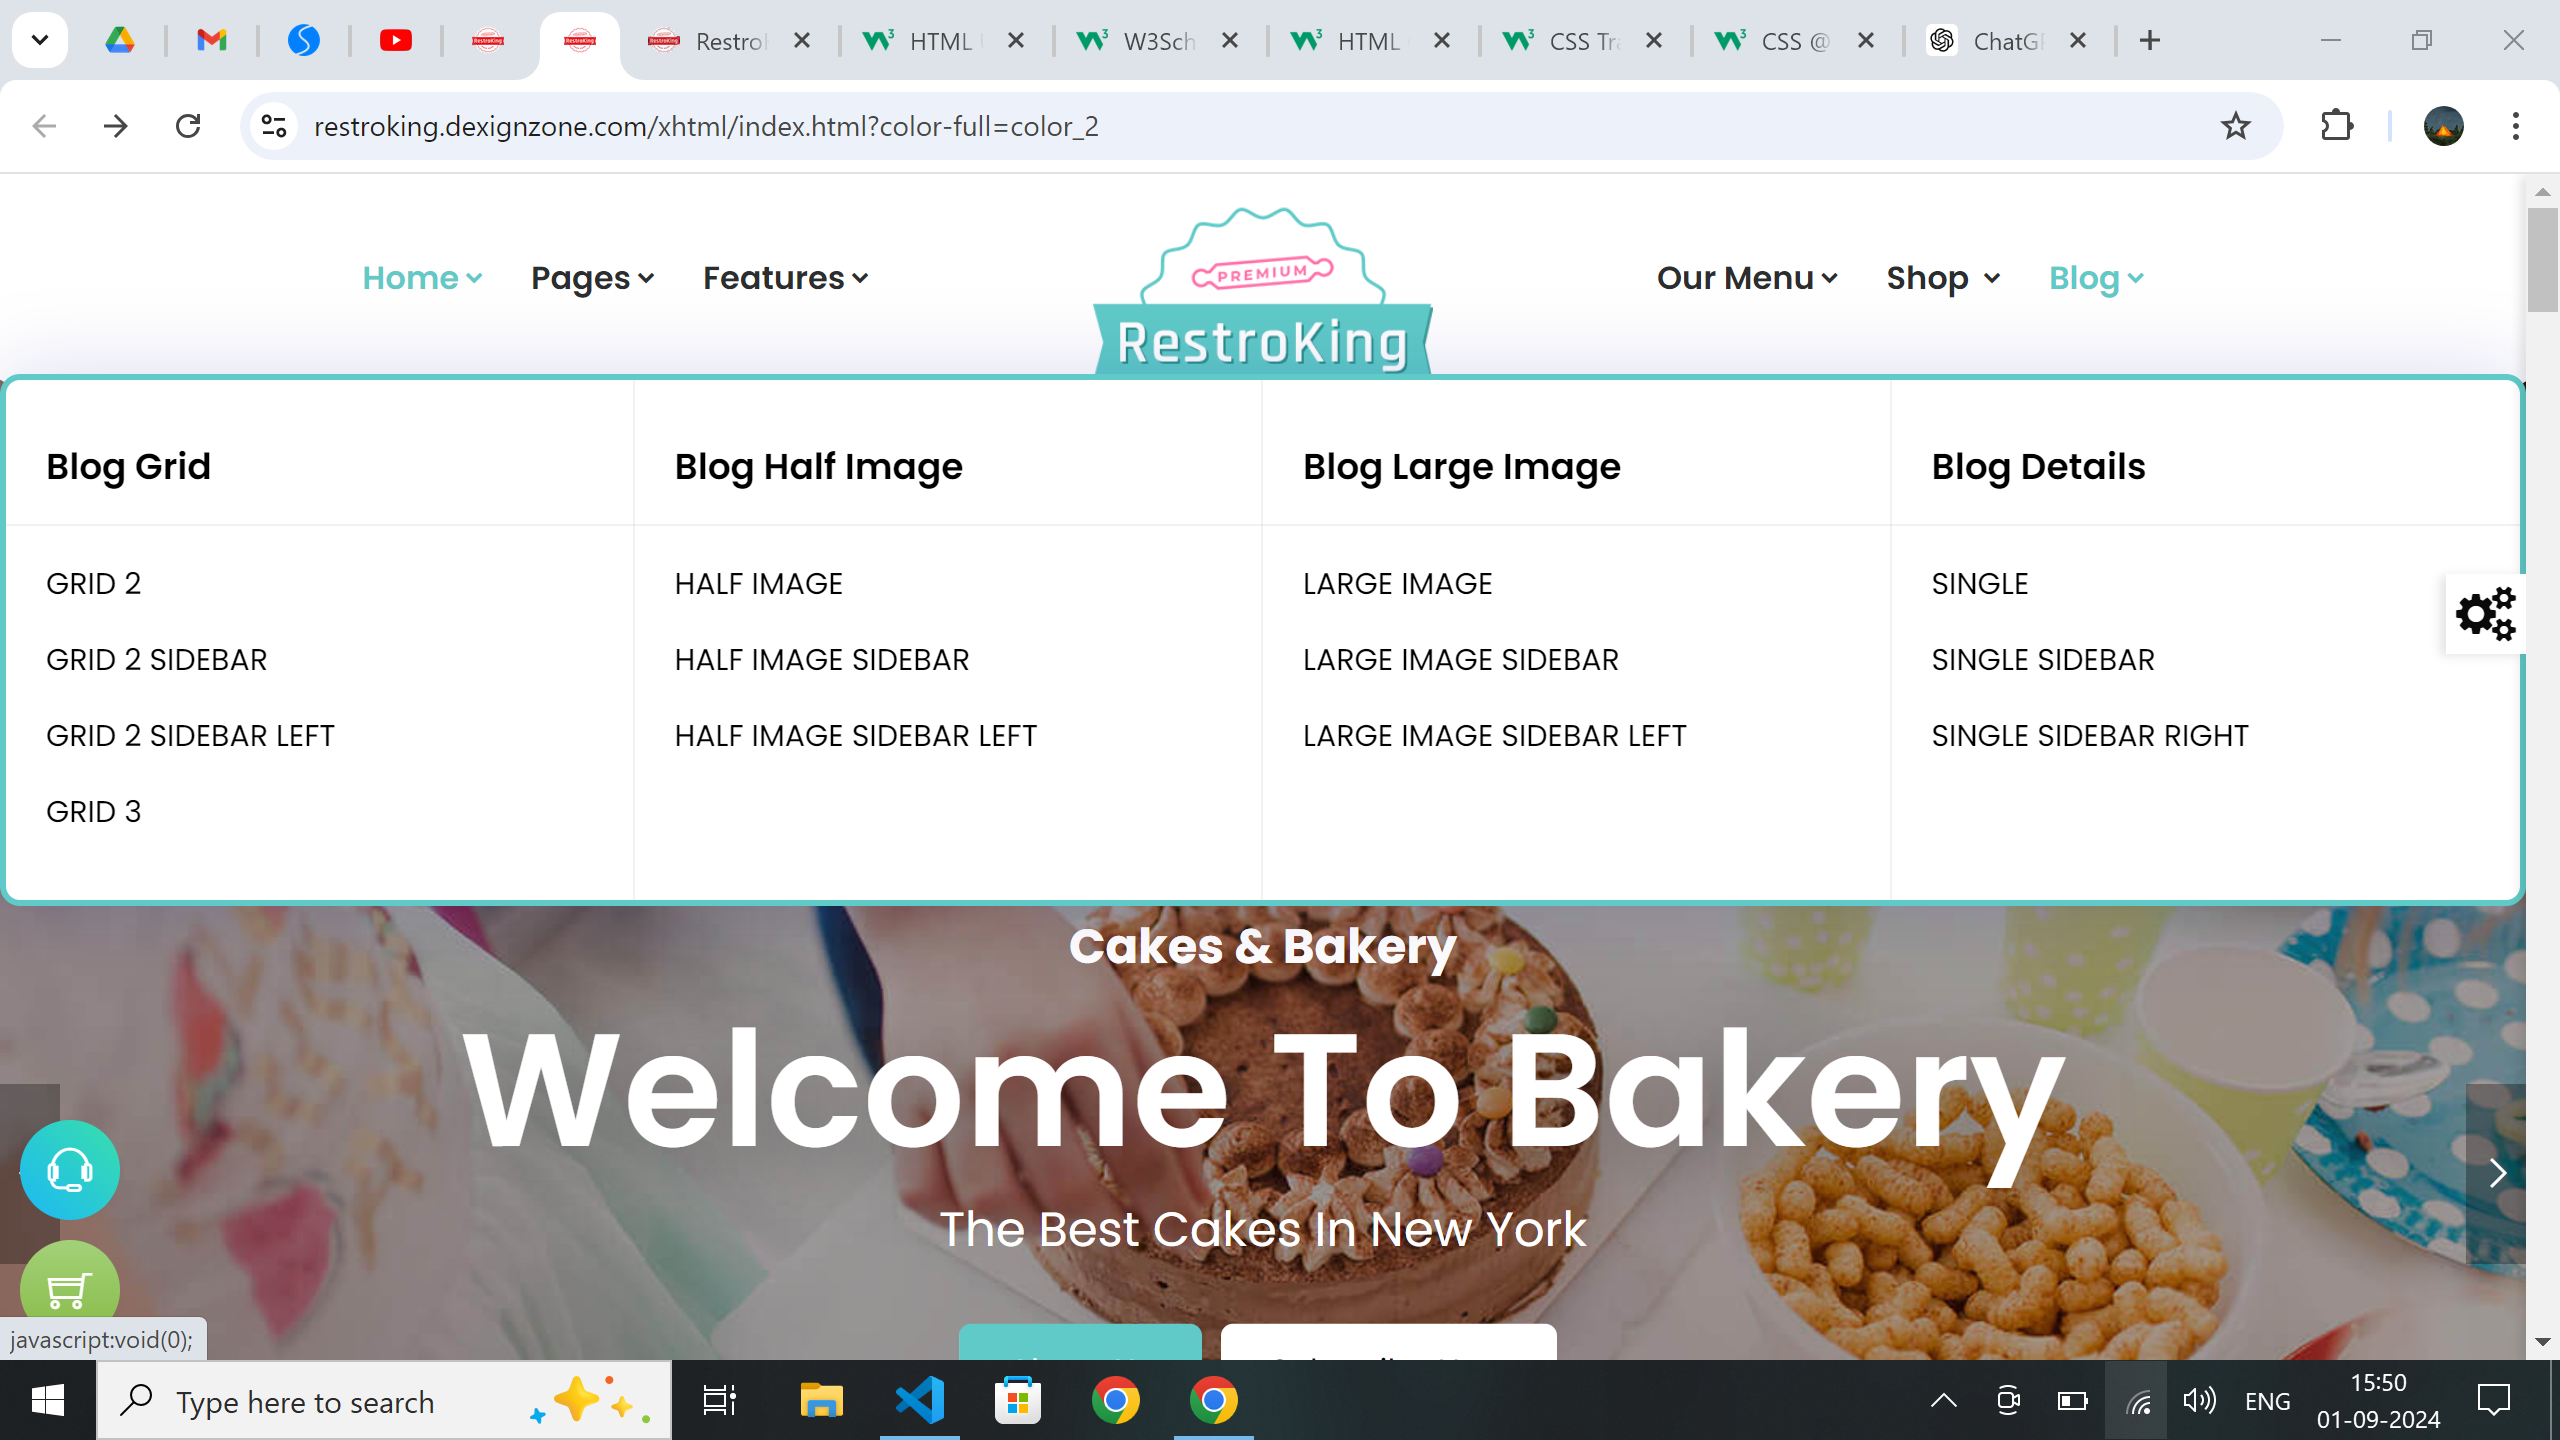 Restro
HTML
W3Sch
HTML
CSS Tra
CSS @
ChatG
restroking.dexignzone.com/xhtml/index.html?color-full=color_2
Home
Pages
Features
PREMIUM
RestroKing
Our Menu
Shop
Blog
Blog Grid
Blog Half Image
Blog Large Image
Blog Details
GRID 2
HALF IMAGE
LARGE IMAGE
SINGLE
GRID 2 SIDEBAR
HALF IMAGE SIDEBAR
LARGE IMAGE SIDEBAR
SINGLE SIDEBAR
GRID 2 SIDEBAR LEFT
HALF IMAGE SIDEBAR LEFT
LARGE IMAGE SIDEBAR LEFT
SINGLE SIDEBAR RIGHT
GRID 3
Cakes & Bakery
Welcome To Bakery
The Best Cakes In New York
javascript:void(0);
Type here to search
ENG
15:50
01-09-2024